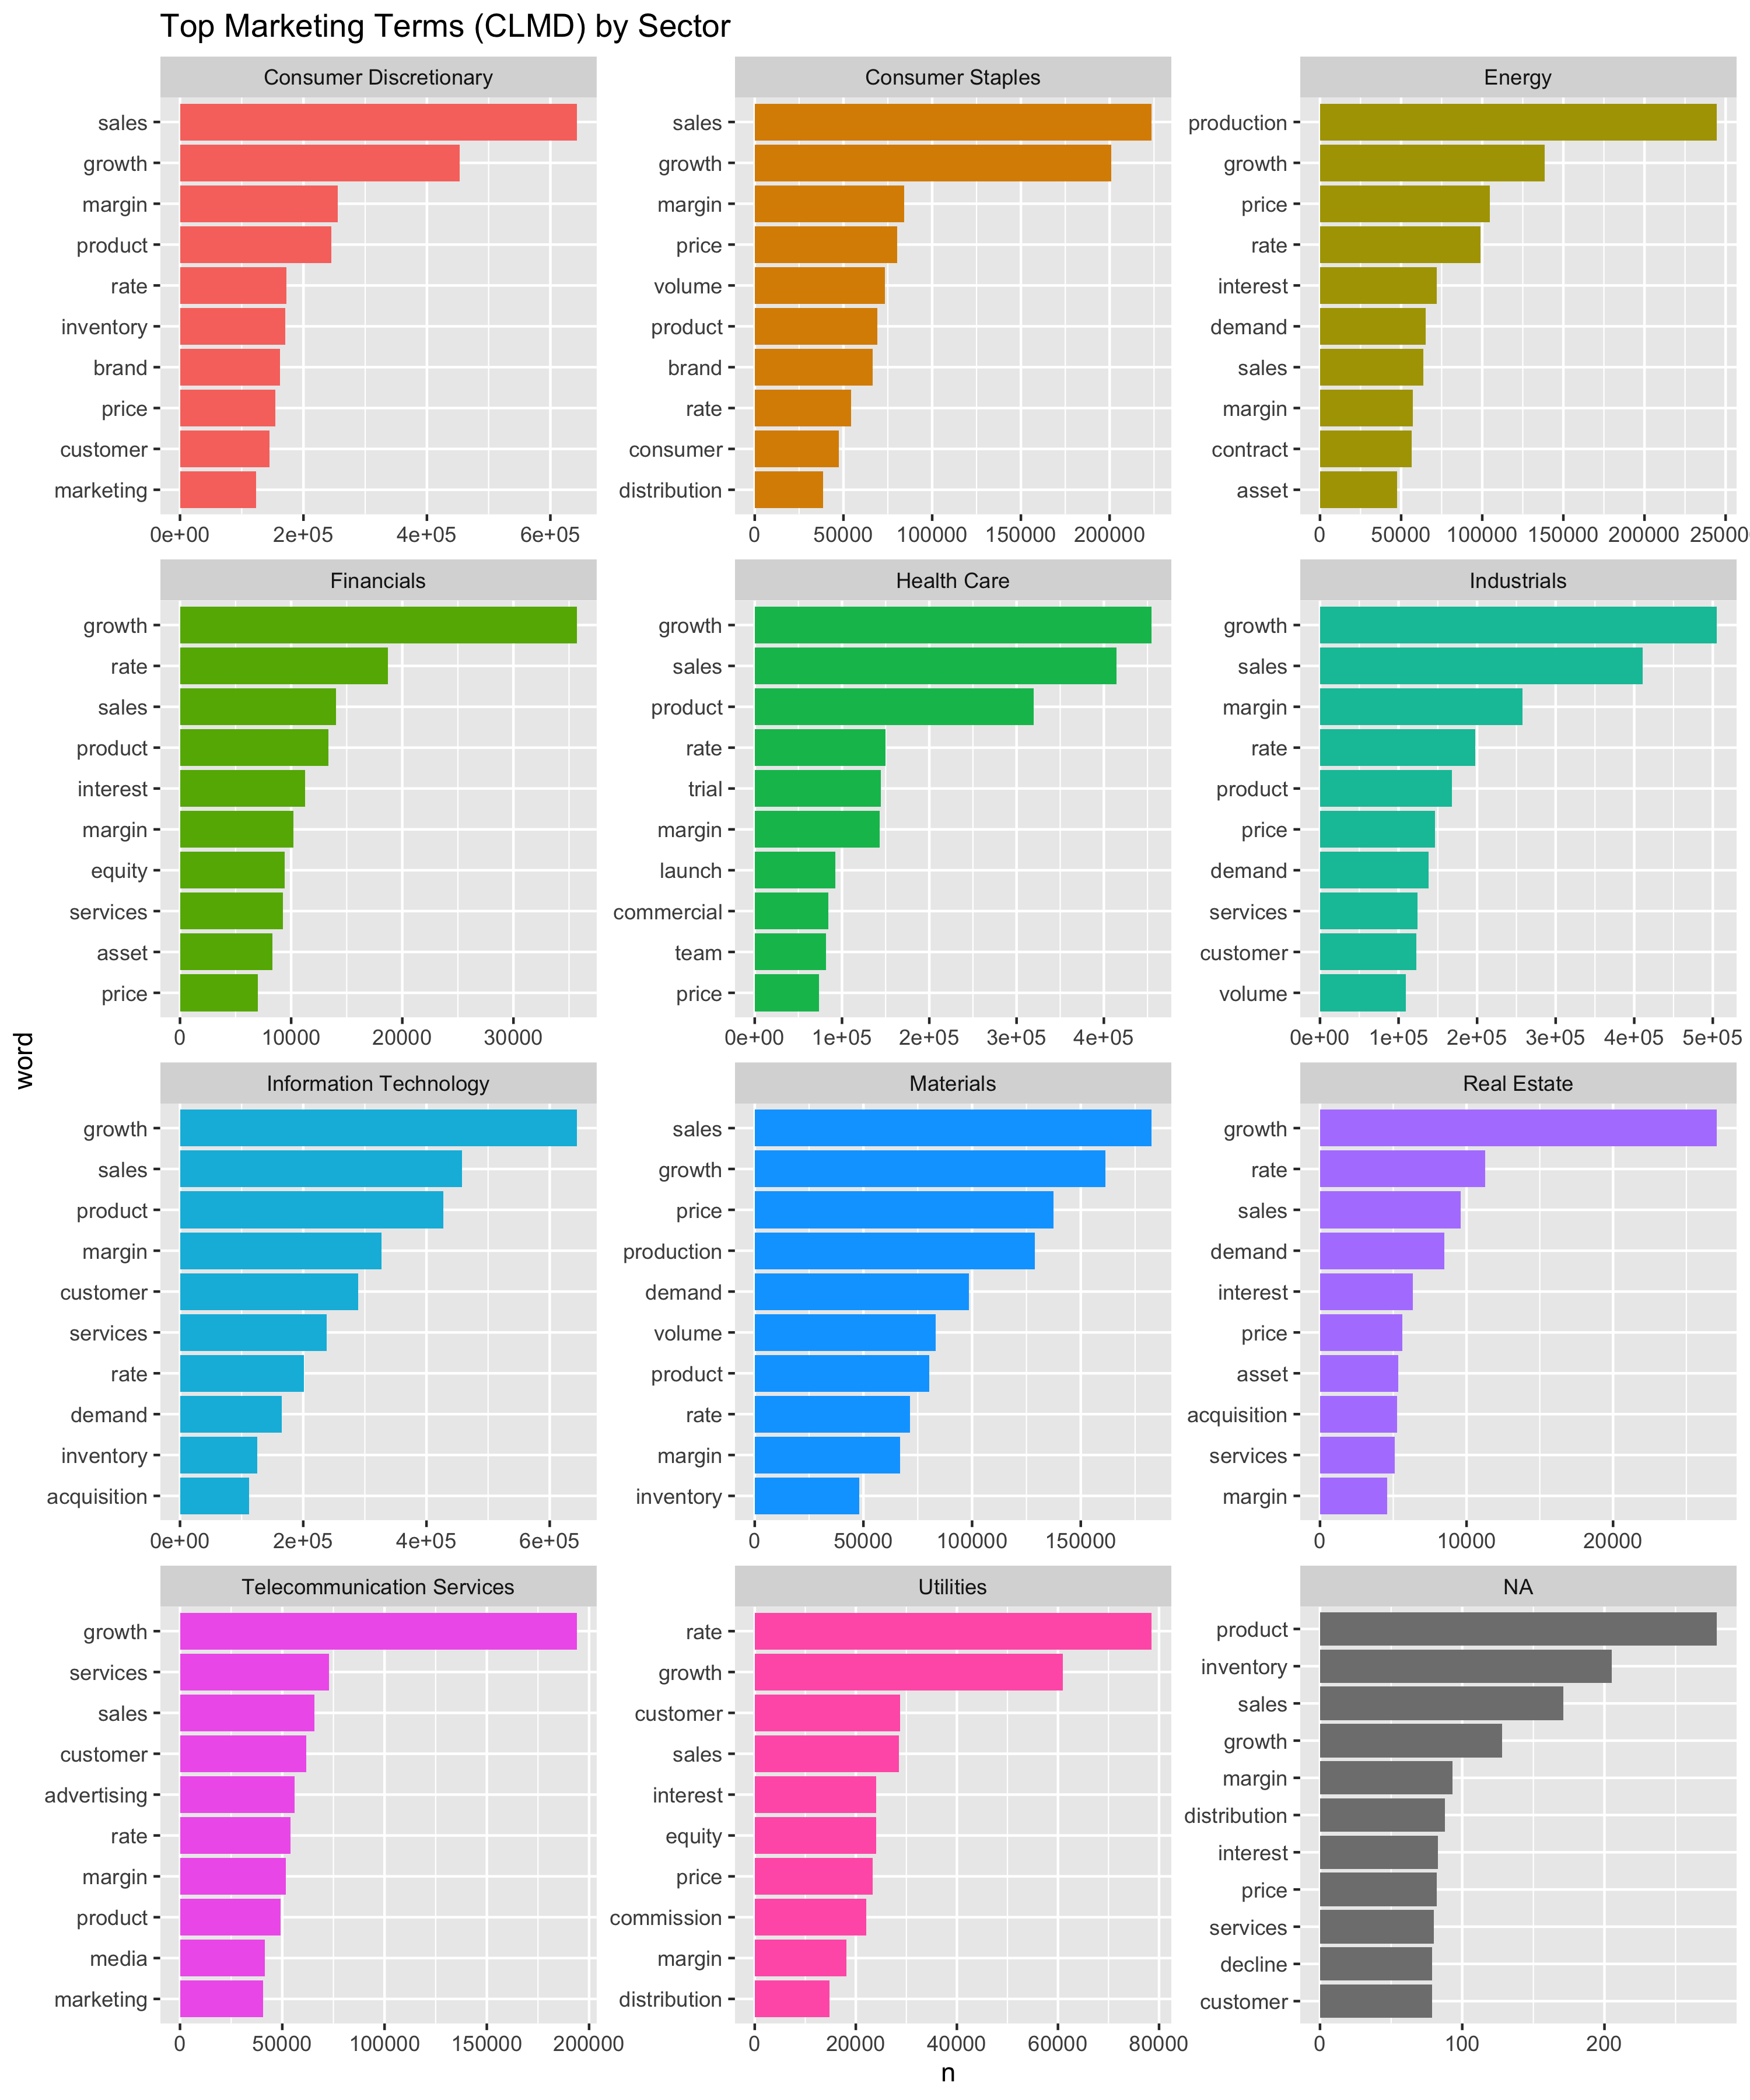 Top Marketing Terms (CLMD) by Sector
Consumer Discretionary
sales
growth
margin
product
rate
inventory
brand
price
customer
marketing
0e+00 2e+05 4e+05 6e+05
Consumer Staples
sales
growth
margin
price
volume
product
brand
rate
consumer
distribution
0 50000 100000 150000 200000
Energy
production
growth
price
rate
interest
demand
sales
margin
contract
asset
0 50000 100000 150000 200000 25000
Financials
growth
rate
sales
product
interest
margin
equity
services
asset
price
0 10000 20000 30000
Health Care
growth
sales
product
rate
trial
margin
launch
commercial
team
price
0e+00 1e+05 2e+05 3e+05 4e+05
Industrials
growth
sales
margin
rate
product
price
demand
services
customer
volume
0e+00 1e+05 2e+05 3e+05 4e+05 5e+05
word
Information Technology
growth
sales
product
margin
customer
services
rate
demand
inventory
acquisition
0e+00 2e+05 4e+05 6e+05
Materials
sales
growth
price
production
demand
volume
product
rate
margin
inventory
0 50000 100000 150000
Real Estate
growth
rate
sales
demand
interest
price
asset
acquisition
services
margin
0 10000 20000
Telecommunication Services
growth
services
sales
customer
advertising
rate
margin
product
media
marketing
0 50000 100000 150000 200000
Utilities
rate
growth
customer
sales
interest
equity
price
commission
margin
distribution
0 20000 40000 60000 80000
NA
product
inventory
sales
growth
margin
distribution
interest
price
services
decline
customer
0 100 200
n